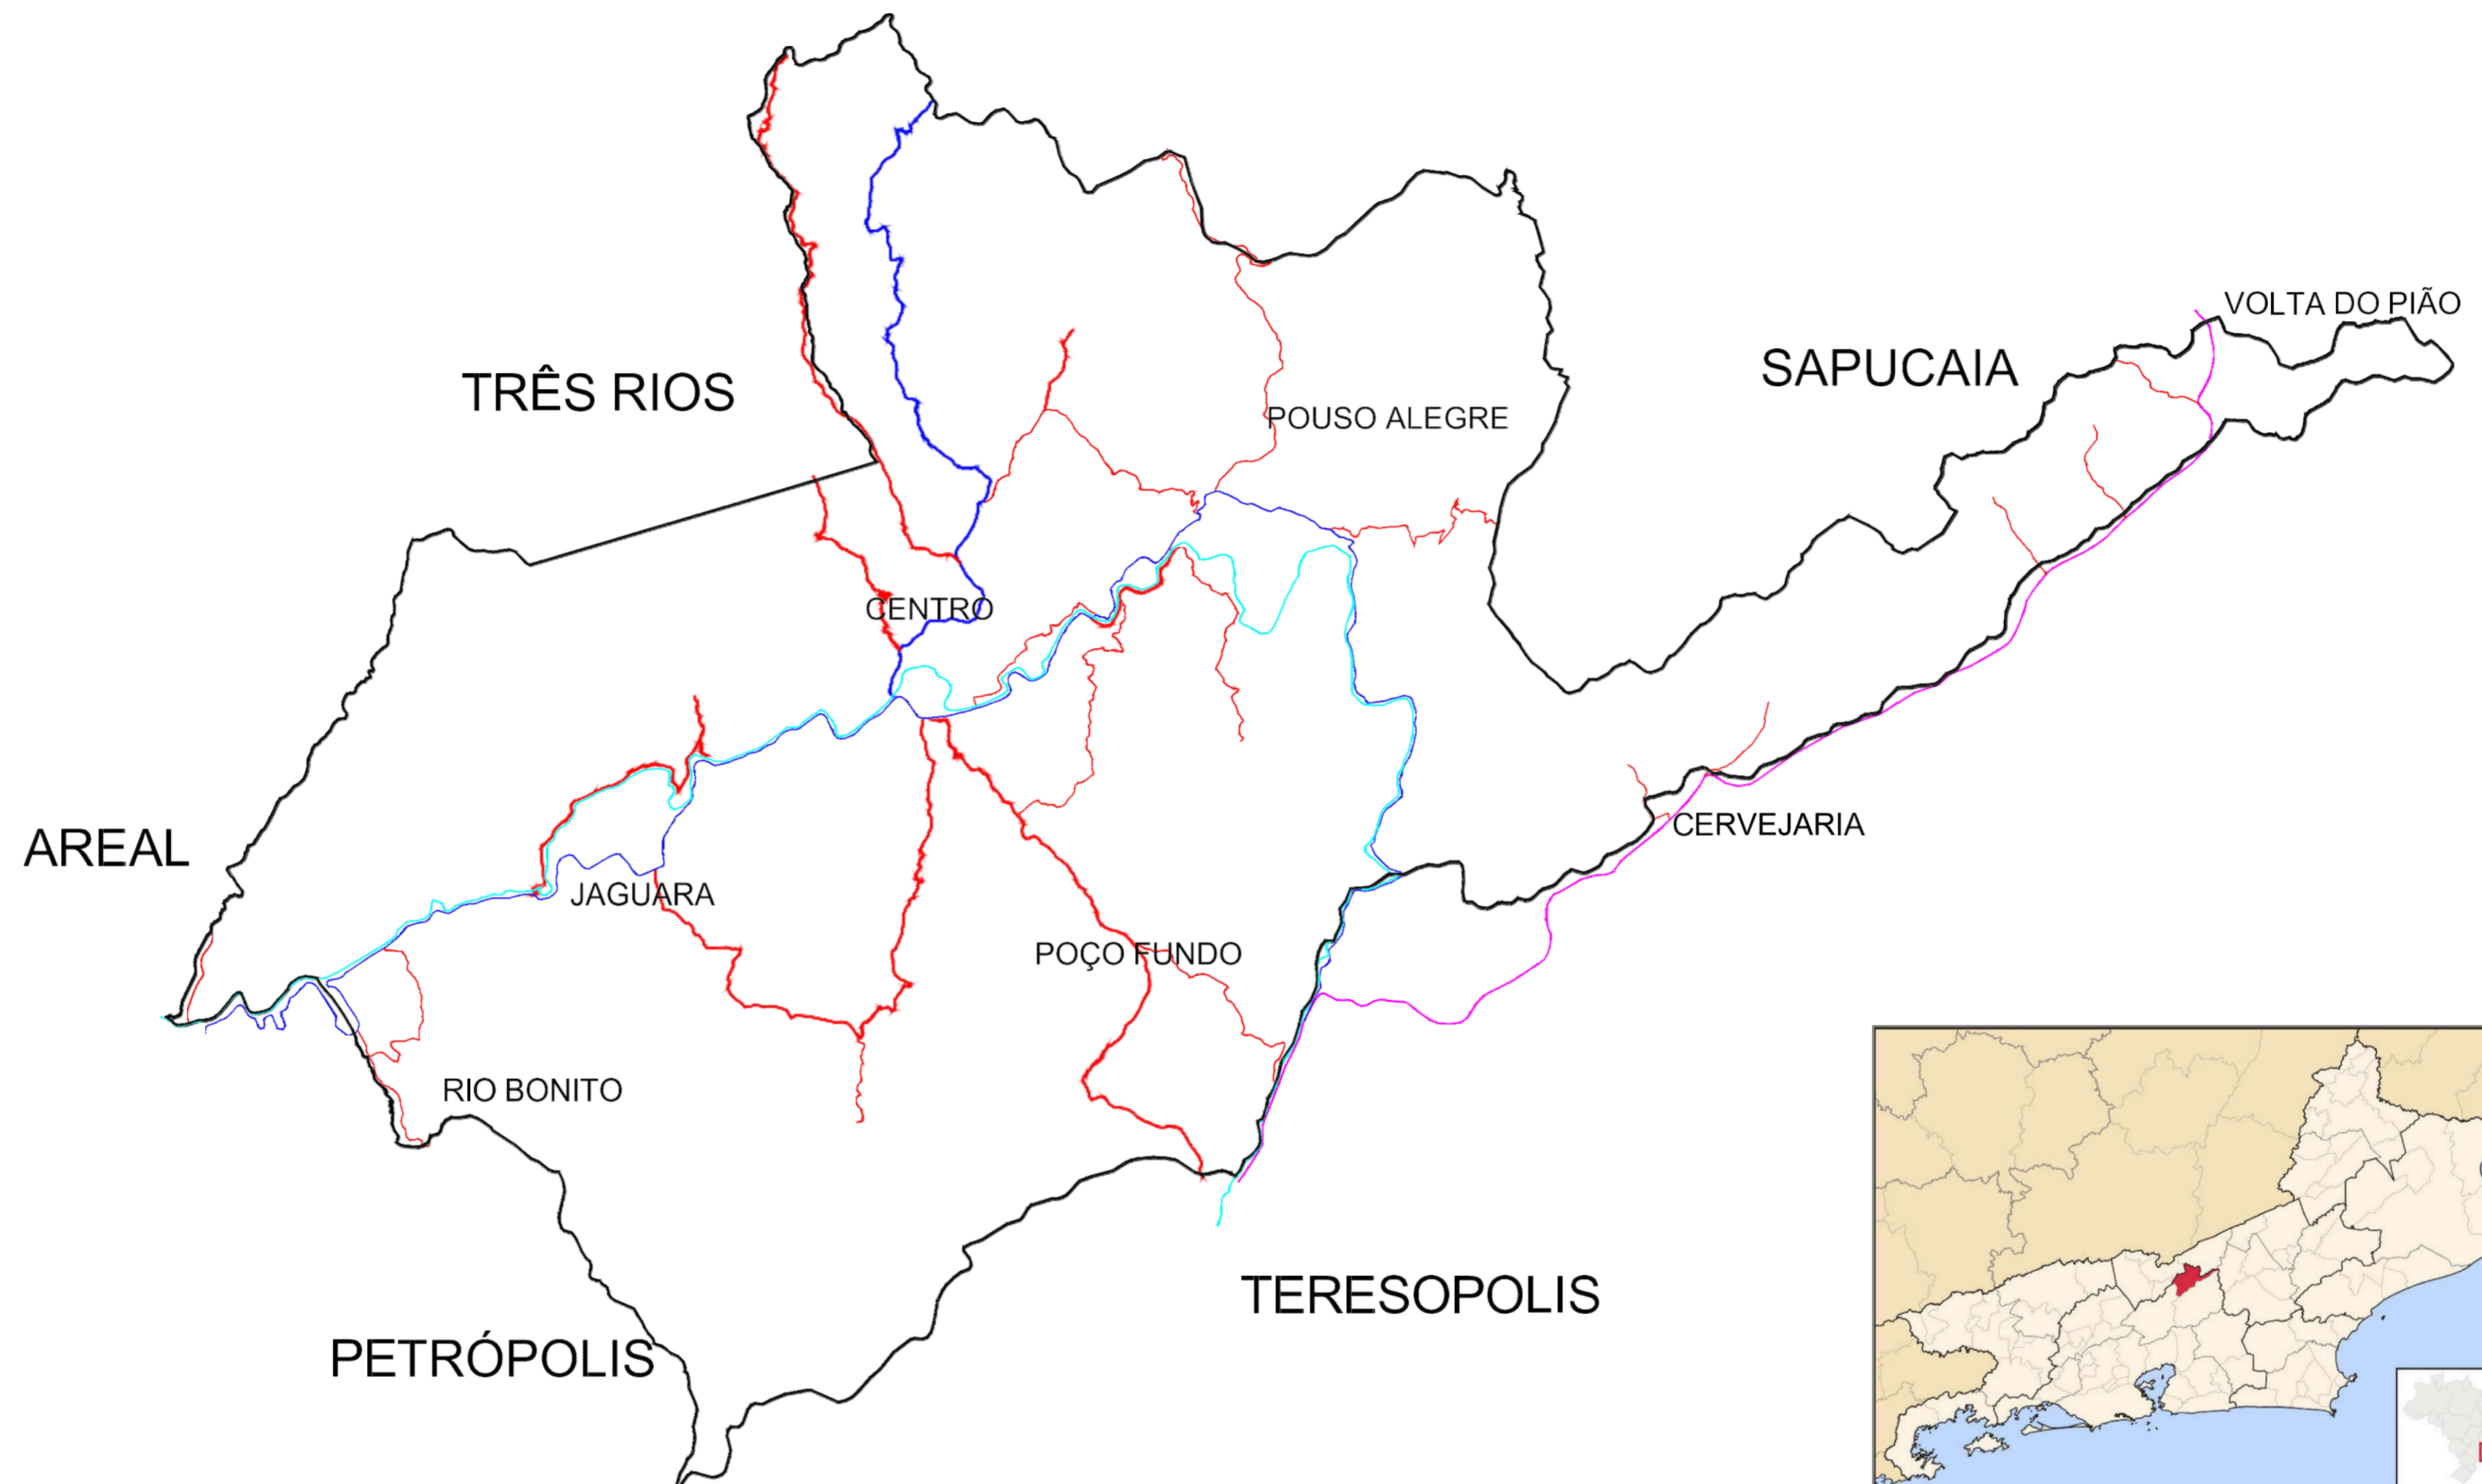 VOLTA DO PIÃO
SAPUCAIA
TRÊS RIOS
POUSO ALEGRE
CENTRO
CERVEJARIA
AREAL
JAGUARA
POÇO FUNDO
RIO BONITO
TERESOPOLIS
PETRÓPOLIS